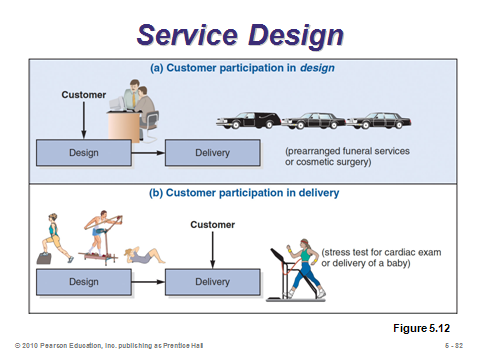 Service Design
(a) Customer participation in design
Customer
Design
Delivery
(prearranged funeral services
or cosmetic surgery)
(b) Customer participation in delivery
Customer
Design
Delivery
(stress test for cardiac exam
or delivery of a baby)
Figure 5.12
© 2010 Pearson Education, Inc. publishing as Prentice Hall
5 - 82